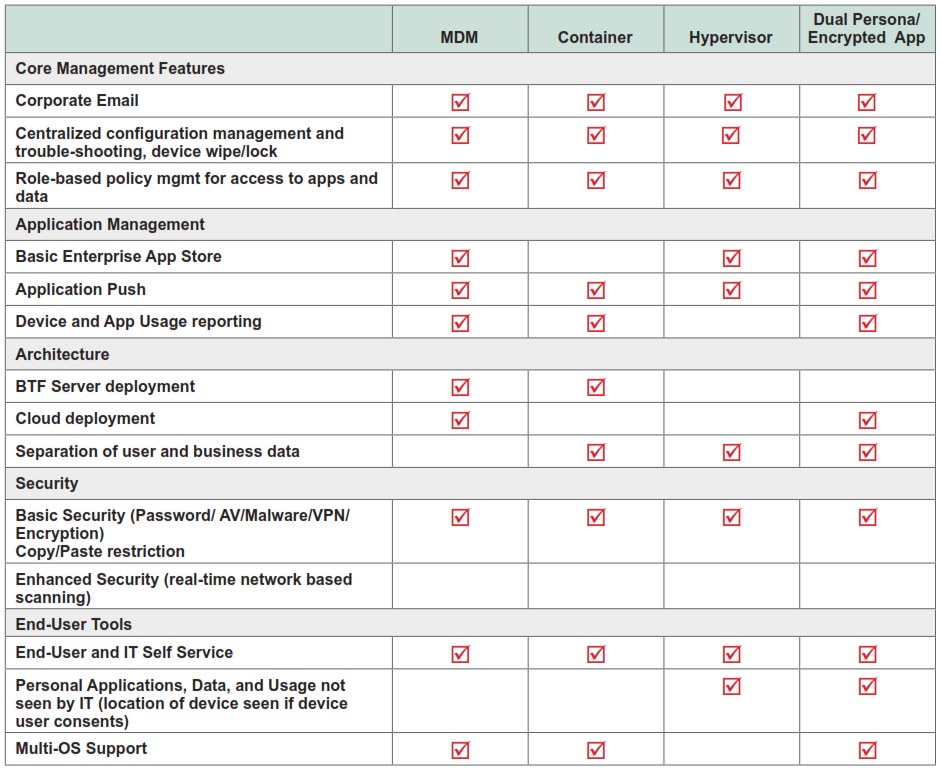 MDM Container Hypervisor Dual Persona/
Encrypted App
Core Management Features
Corporate Email ☑ ☑ ☑ ☑
Centralized configuration management and
trouble-shooting, device wipe/lock ☑ ☑ ☑ ☑
Role-based policy mgmt for access to apps and
data ☑ ☑ ☑ ☑
Application Management
Basic Enterprise App Store ☑ ☑ ☑
Application Push ☑ ☑ ☑ ☑
Device and App Usage reporting ☑ ☑ ☑
Architecture
BTF Server deployment ☑ ☑
Cloud deployment ☑ ☑
Separation of user and business data ☑ ☑ ☑
Security
Basic Security (Password/ AV/Malware/VPN/
Encryption)
Copy/Paste restriction ☑ ☑ ☑ ☑
Enhanced Security (real-time network based
scanning)
End-User Tools
End-User and IT Self Service ☑ ☑ ☑ ☑
Personal Applications, Data, and Usage not
seen by IT (location of device seen if device
user consents) ☑ ☑
Multi-OS Support ☑ ☑ ☑